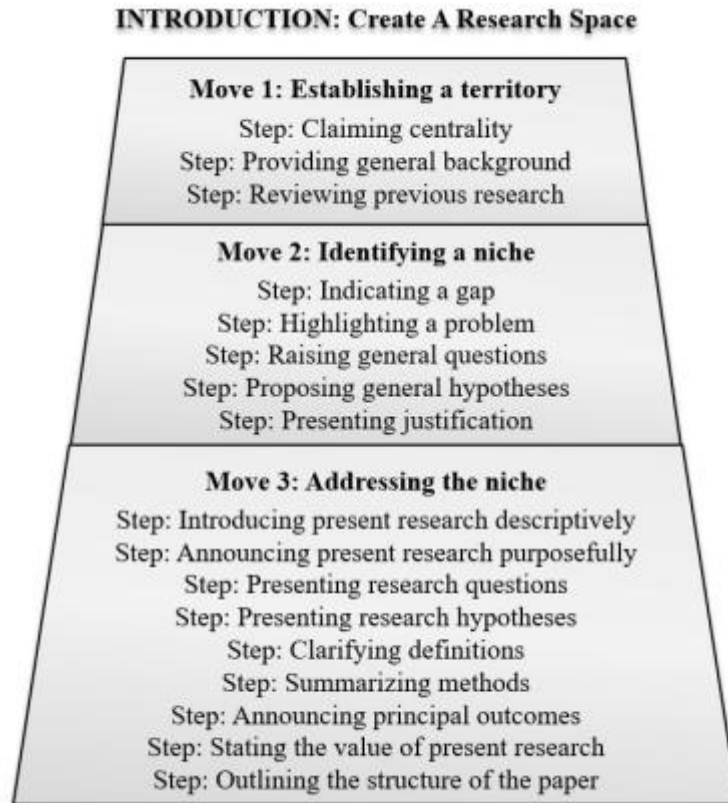 INTRODUCTION: Create A Research Space
Move 1: Establishing a territory
Step: Claiming centrality
Step: Providing general background
Step: Reviewing previous research
Move 2: Identifying a niche
Step: Indicating a gap
Step: Highlighting a problem
Step: Raising general questions
Step: Proposing general hypotheses
Step: Presenting justification
Move 3: Addressing the niche
Step: Introducing present research descriptively
Step: Announcing present research purposefully
Step: Presenting research questions
Step: Presenting research hypotheses
Step: Clarifying definitions
Step: Summarizing methods
Step: Announcing principal outcomes
Step: Stating the value of present research
Step: Outlining the structure of the paper